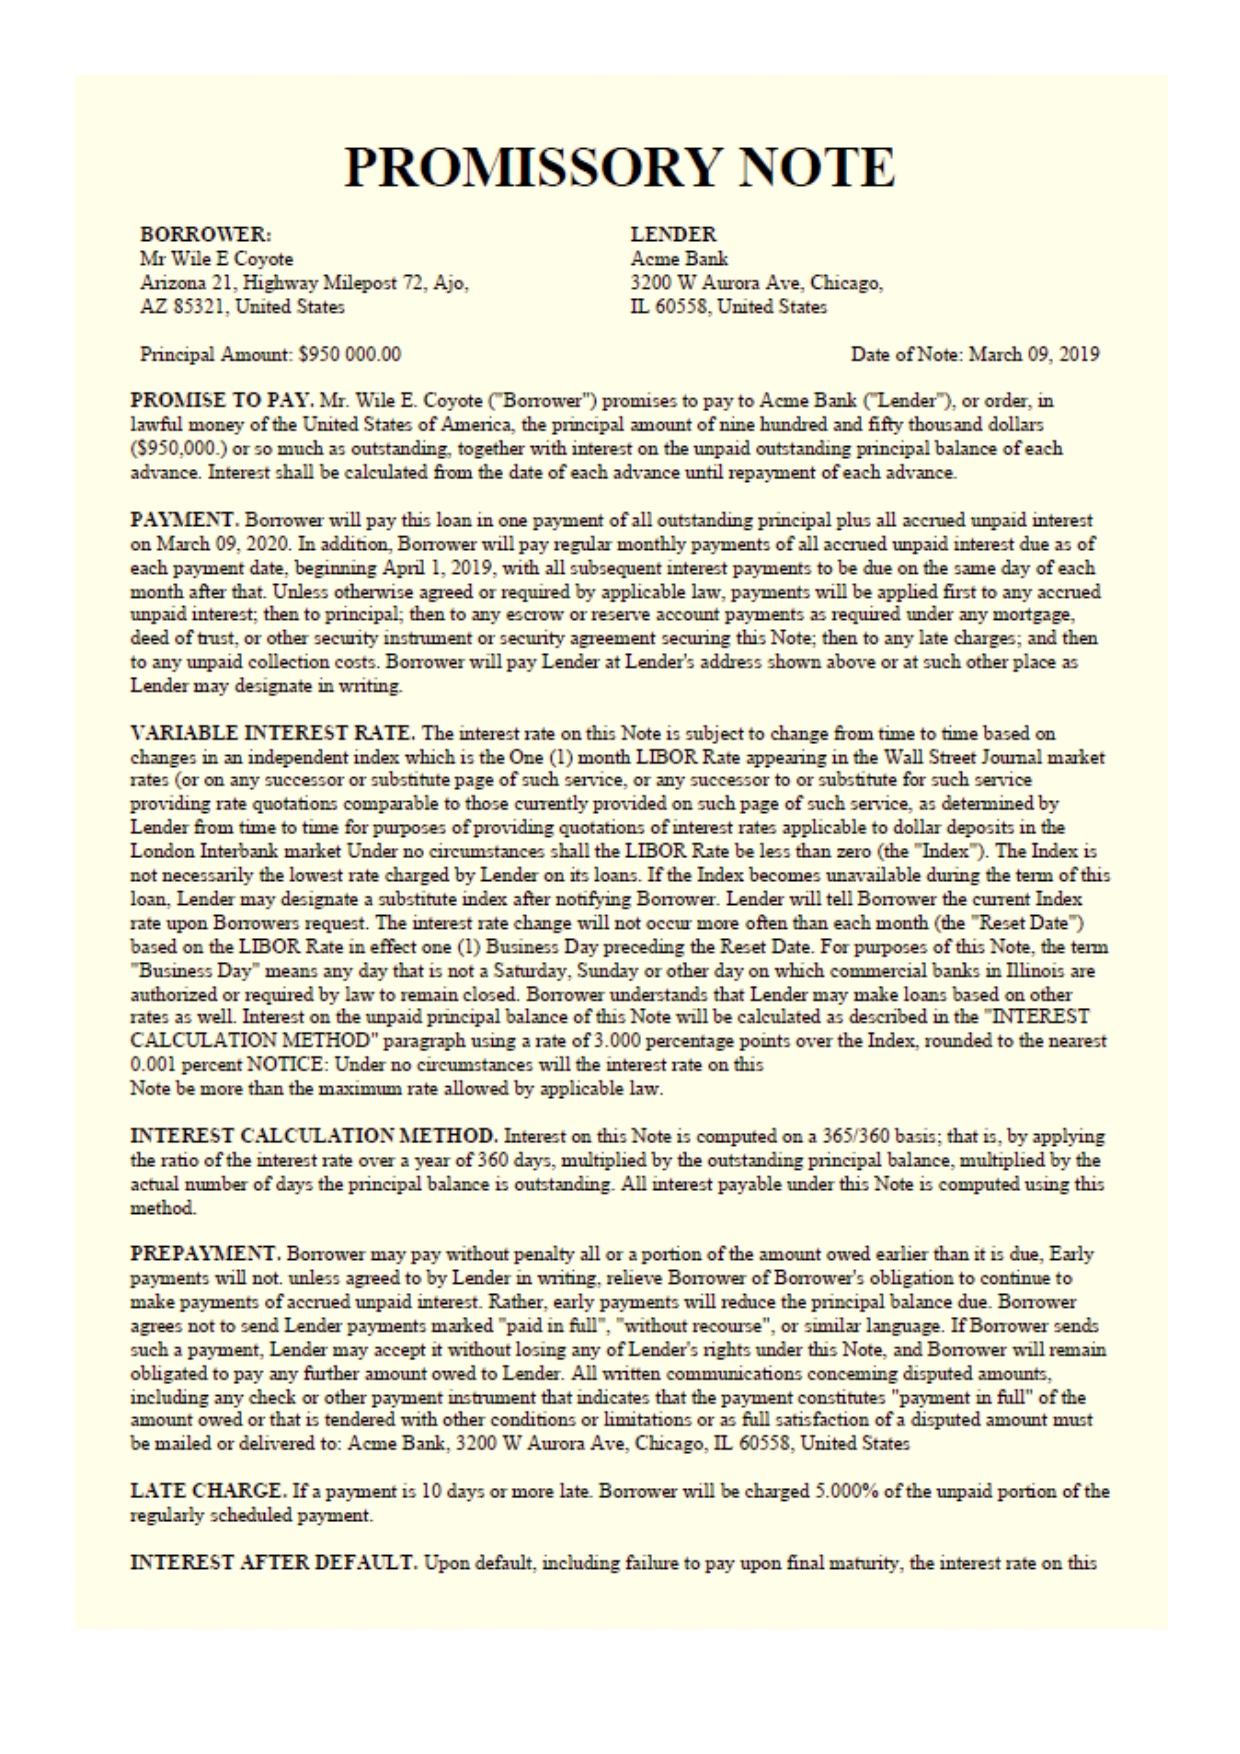 PROMISSORY NOTE
BORROWER:
Mr Wile E Coyote
Arizona 21, Highway Milepost 72, Ajo,
AZ 85321, United States
LENDER
Acme Bank
3200 W Aurora Ave, Chicago,
IL 60558, United States
Principal Amount: $950 000.00
Date of Note: March 09, 2019
PROMISE TO PAY. Mr. Wile E. Coyote ("Borrower") promises to pay to Acme Bank ("Lender"), or order, in
lawful money of the United States of America, the principal amount of nine hundred and fifty thousand dollars
($950,000.) or so much as outstanding, together with interest on the unpaid outstanding principal balance of each
advance. Interest shall be calculated from the date of each advance until repayment of each advance.
PAYMENT. Borrower will pay this loan in one payment of all outstanding principal plus all accrued unpaid interest
on March 09, 2020. In addition, Borrower will pay regular monthly payments of all accrued unpaid interest due as of
each payment date, beginning April 1, 2019, with all subsequent interest payments to be due on the same day of each
month after that. Unless otherwise agreed or required by applicable law, payments will be applied first to any accrued
unpaid interest; then to principal; then to any escrow or reserve account payments as required under any mortgage,
deed of trust, or other security instrument or security agreement securing this Note; then to any late charges; and then
to any unpaid collection costs. Borrower will pay Lender at Lender's address shown above or at such other place as
Lender may designate in writing.
VARIABLE INTEREST RATE. The interest rate on this Note is subject to change from time to time based on
changes in an independent index which is the One (1) month LIBOR Rate appearing in the Wall Street Journal market
rates (or on any successor or substitute page of such service, or any successor to or substitute for such service
providing rate quotations comparable to those currently provided on such page of such service, as determined by
Lender from time to time for purposes of providing quotations of interest rates applicable to dollar deposits in the
London Interbank market Under no circumstances shall the LIBOR Rate be less than zero (the "Index"). The Index is
not necessarily the lowest rate charged by Lender on its loans. If the Index becomes unavailable during the term of this
loan, Lender may designate a substitute index after notifying Borrower. Lender will tell Borrower the current Index
rate upon Borrowers request. The interest rate change will not occur more often than each month (the "Reset Date")
based on the LIBOR Rate in effect one (1) Business Day preceding the Reset Date. For purposes of this Note, the term
"Business Day" means any day that is not a Saturday, Sunday or other day on which commercial banks in Illinois are
authorized or required by law to remain closed. Borrower understands that Lender may make loans based on other
rates as well. Interest on the unpaid principal balance of this Note will be calculated as described in the "INTEREST
CALCULATION METHOD" paragraph using a rate of 3.000 percentage points over the Index, rounded to the nearest
0.001 percent NOTICE: Under no circumstances will the interest rate on this
Note be more than the maximum rate allowed by applicable law.
INTEREST CALCULATION METHOD. Interest on this Note is computed on a 365/360 basis; that is, by applying
the ratio of the interest rate over a year of 360 days, multiplied by the outstanding principal balance, multiplied by the
actual number of days the principal balance is outstanding. All interest payable under this Note is computed using this
method.
PREPAYMENT. Borrower may pay without penalty all or a portion of the amount owed earlier than it is due, Early
payments will not. unless agreed to by Lender in writing, relieve Borrower of Borrower's obligation to continue to
make payments of accrued unpaid interest. Rather, early payments will reduce the principal balance due. Borrower
agrees not to send Lender payments marked "paid in full", "without recourse", or similar language. If Borrower sends
such a payment, Lender may accept it without losing any of Lender's rights under this Note, and Borrower will remain
obligated to pay any further amount owed to Lender. All written communications concerning disputed amounts,
including any check or other payment instrument that indicates that the payment constitutes "payment in full" of the
amount owed or that is tendered with other conditions or limitations or as full satisfaction of a disputed amount must
be mailed or delivered to: Acme Bank, 3200 W Aurora Ave, Chicago, IL 60558, United States
LATE CHARGE. If a payment is 10 days or more late. Borrower will be charged 5.000% of the unpaid portion of the
regularly scheduled payment.
INTEREST AFTER DEFAULT. Upon default, including failure to pay upon final maturity, the interest rate on this